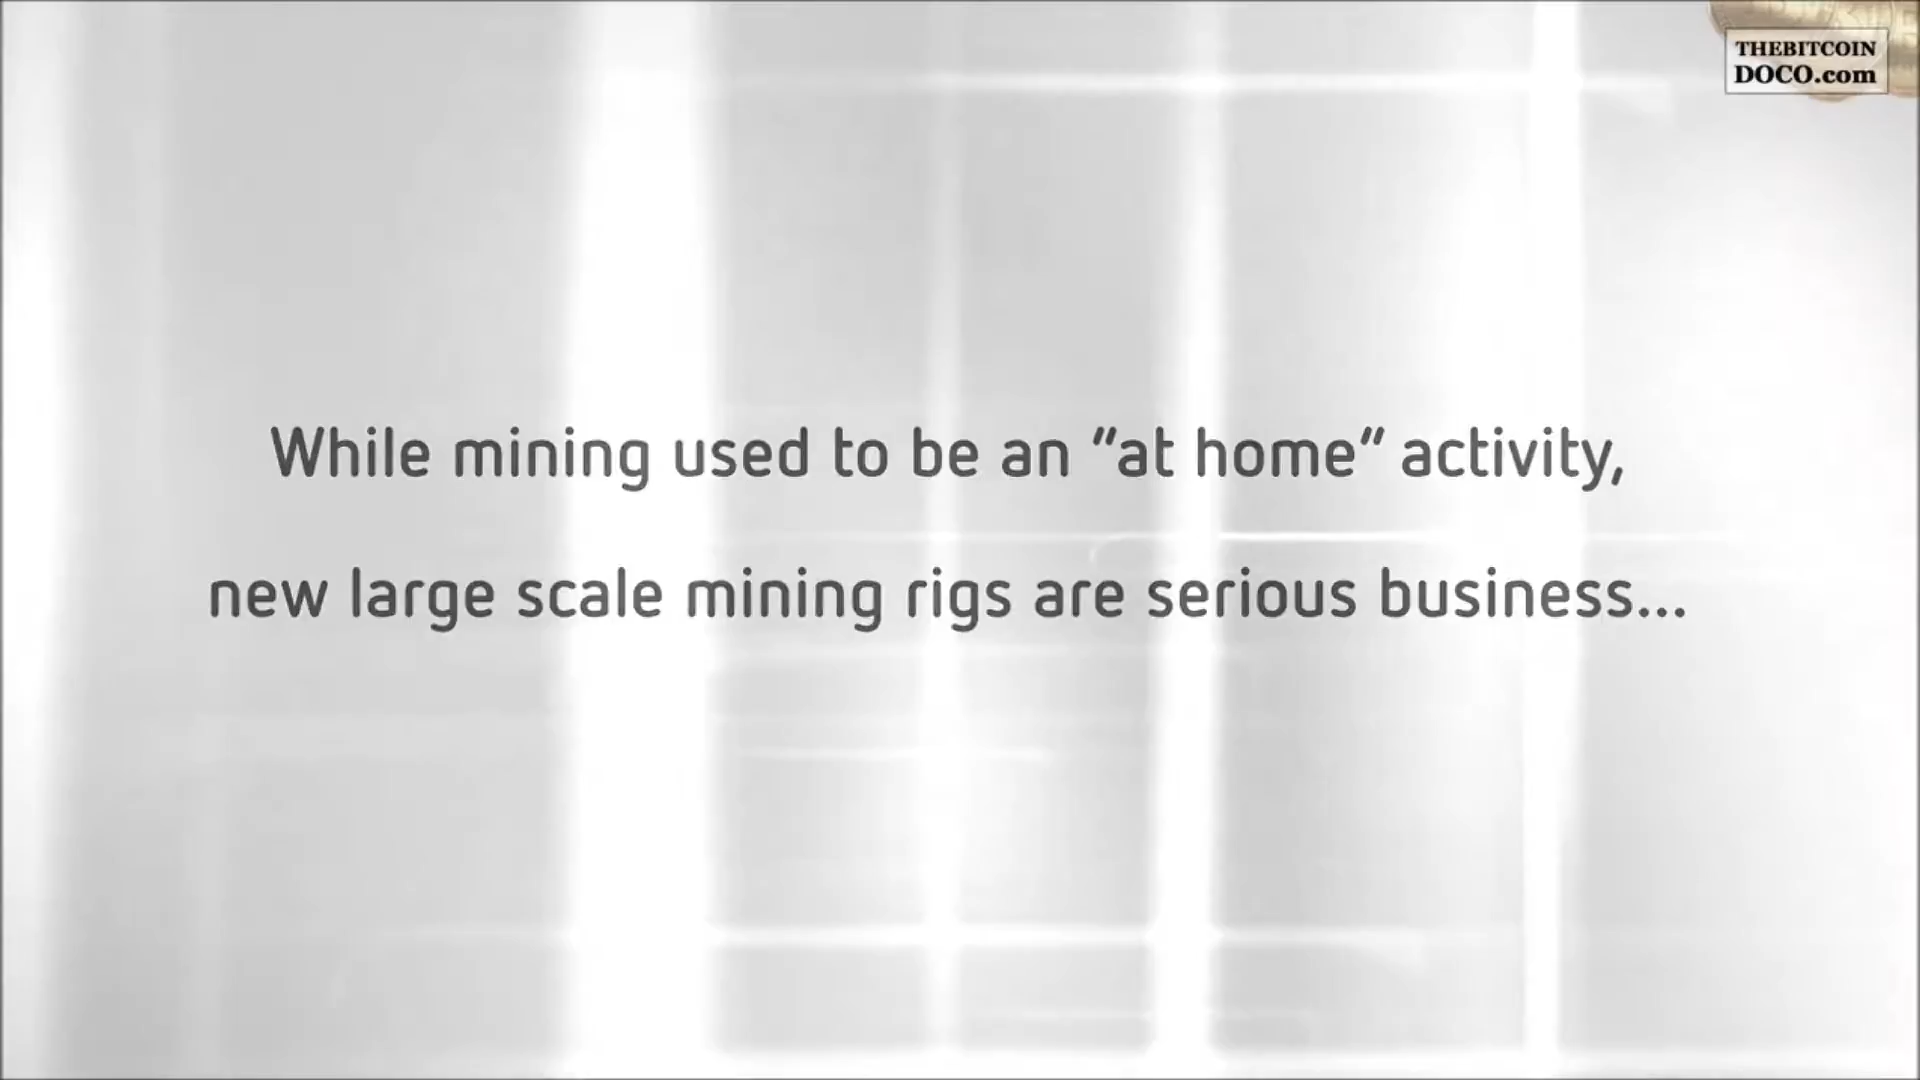 THEBITCOIN
DOCO.com
While mining used to be an "at home" activity,
new large scale mining rigs are serious business...